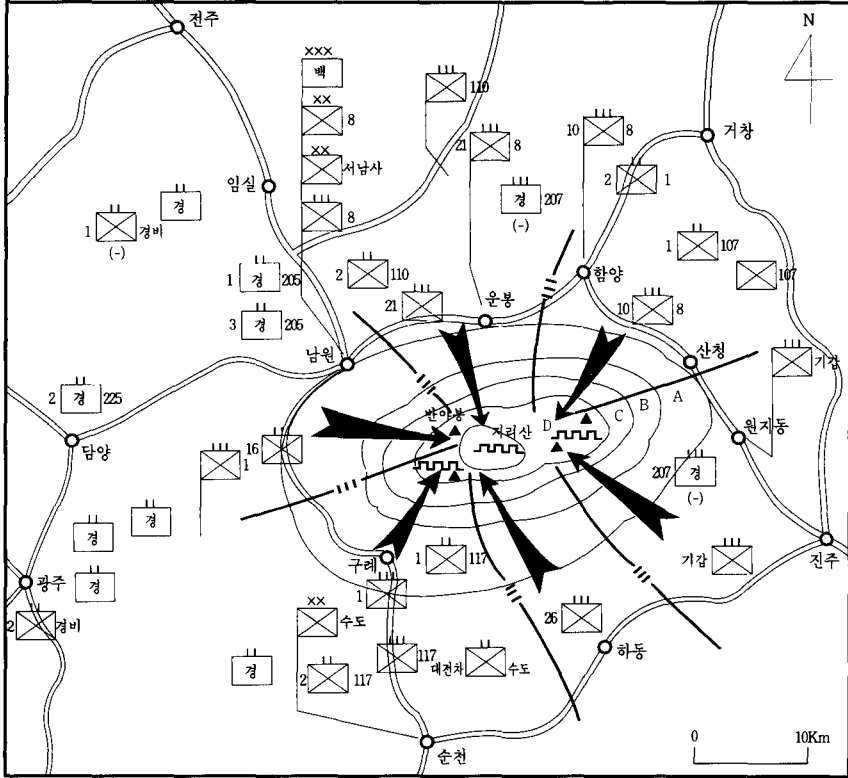 전주
N
xxx
백
xx
8
xx
서남사
8
110
21 8
10 8
거창
임실
2 1
경
1 경비
(-)
경 207
(-)
1 107
107
1 경 205
2 110
함양
3 경 205
21
운봉
10 8
남원
산청
기갑
2 경 225
반야봉
지리산
D C B A
담양
원지동
16
1
207 경
(-)
경
경
진주
구례
1 117
기갑
광주
경
1
2 경비
xx
수도
26
경
117
대전차 수도
2 117
하동
순천
0 10Km